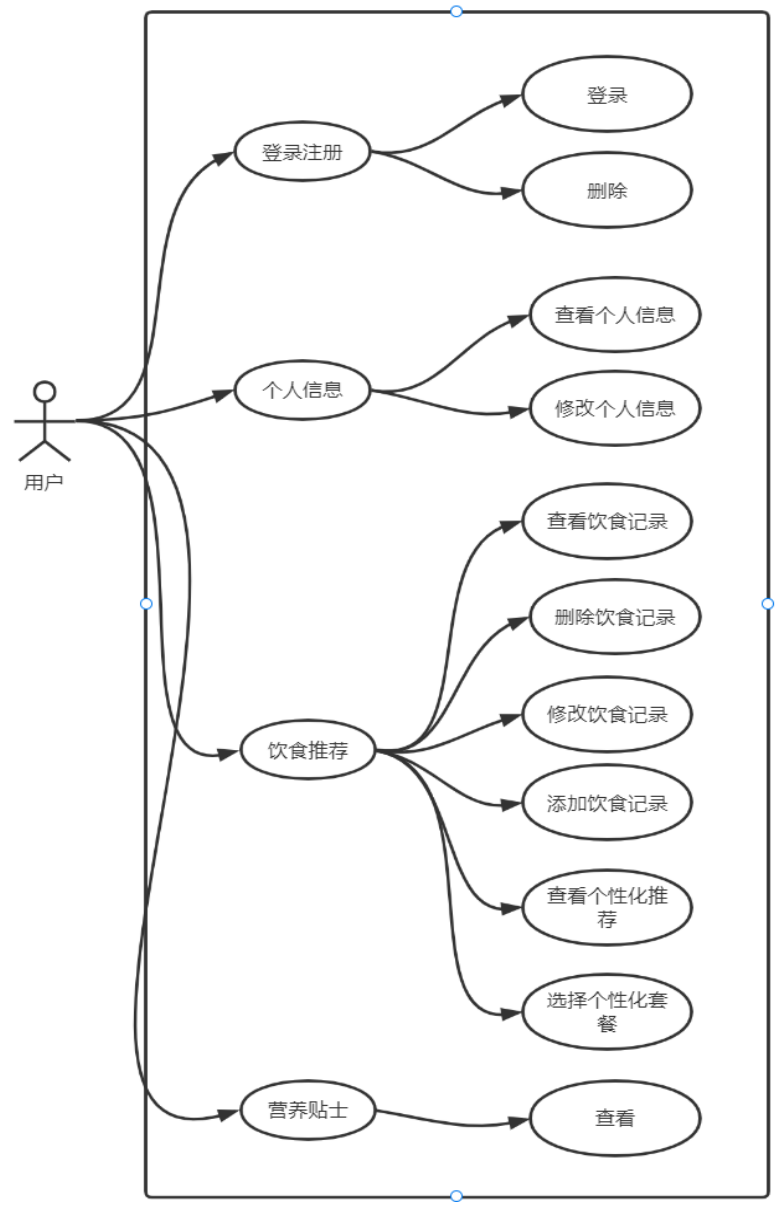 登录
登录注册
删除
查看个人信息
个人信息
修改个人信息
用户
查看饮食记录
删除饮食记录
修改饮食记录
饮食推荐
添加饮食记录
查看个性化推
荐
选择个性化套
餐
营养贴士
查看